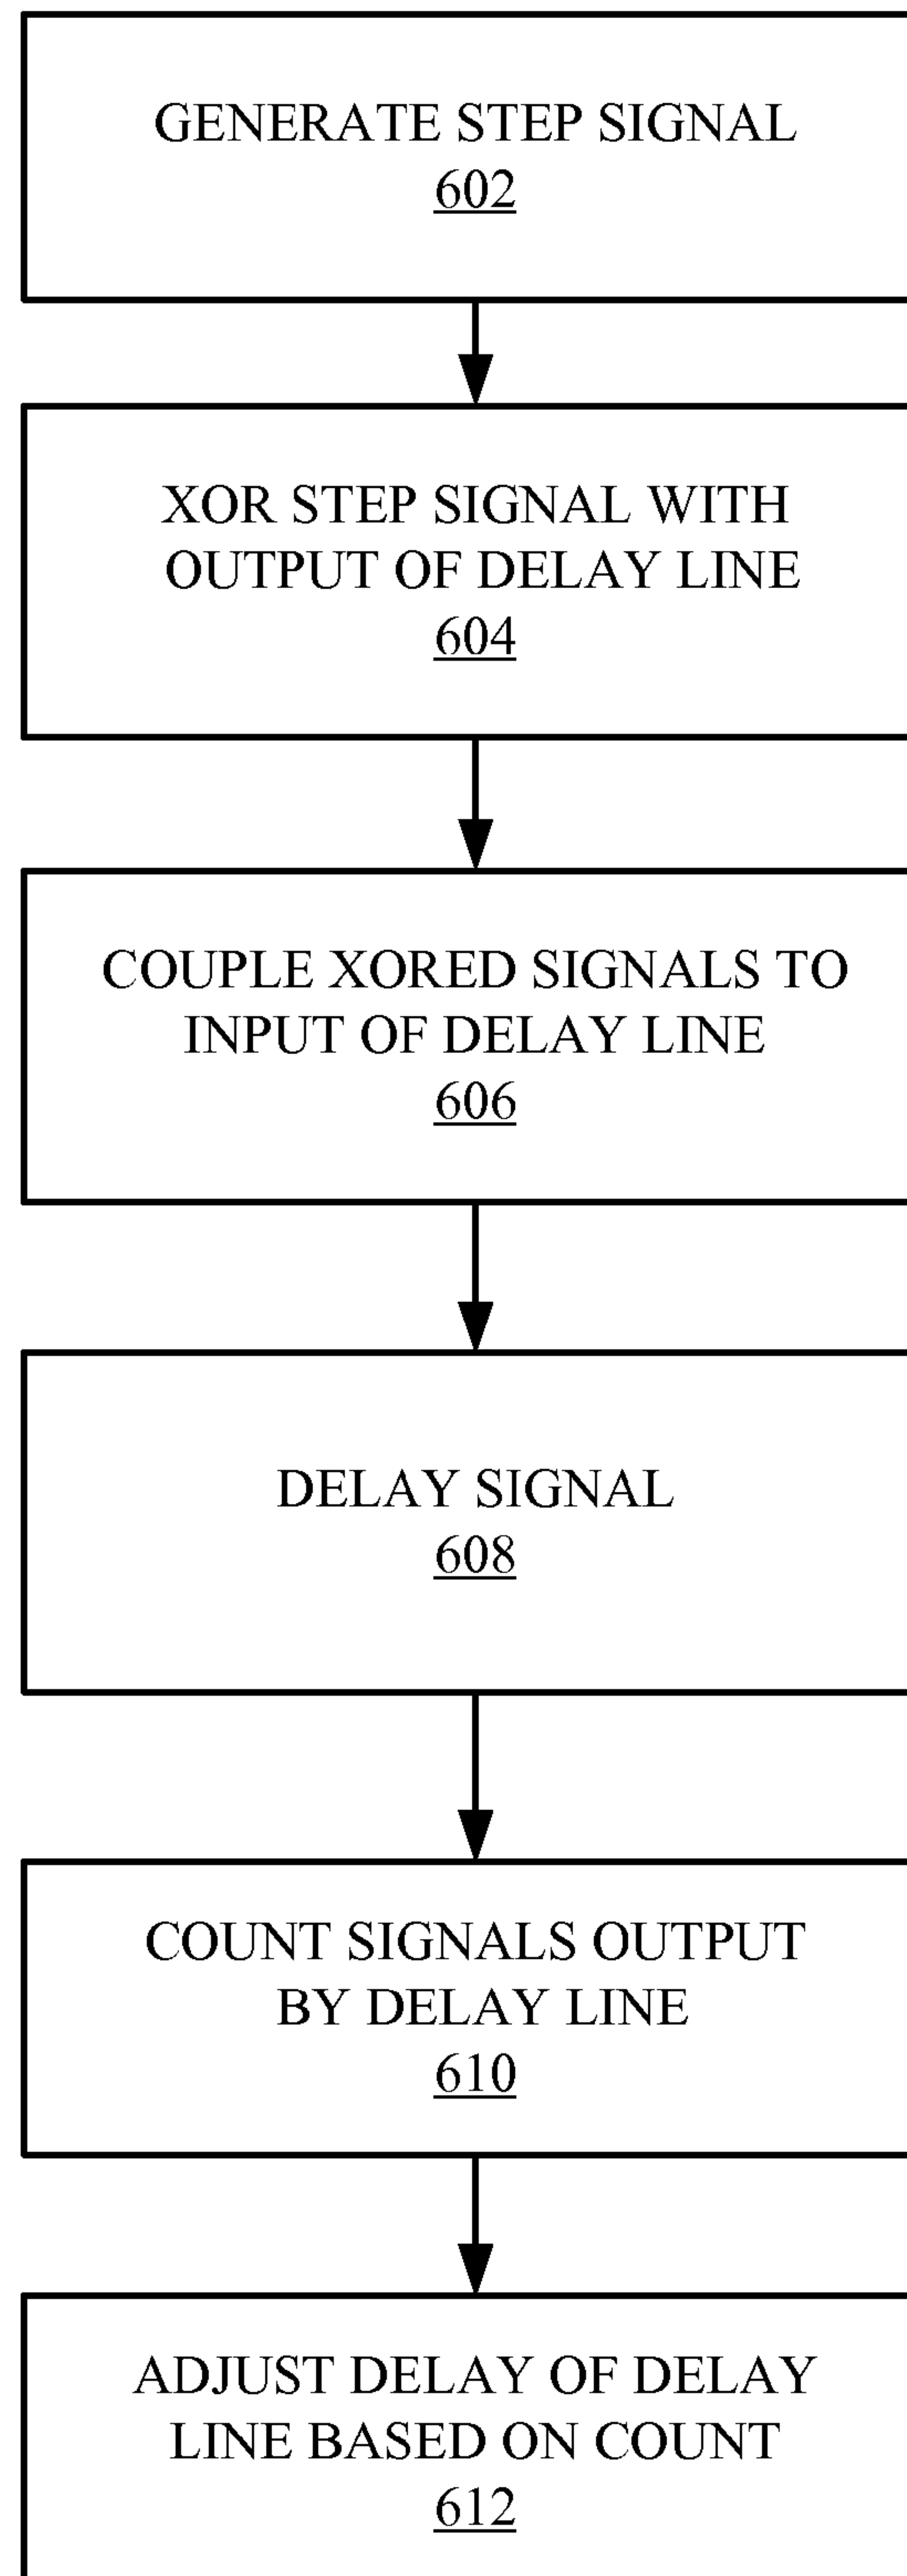 GENERATE STEP SIGNAL
602
XOR STEP SIGNAL WITH
OUTPUT OF DELAY LINE
604
COUPLE XORED SIGNALS TO
INPUT OF DELAY LINE
606
DELAY SIGNAL
608
COUNT SIGNALS OUTPUT
BY DELAY LINE
610
ADJUST DELAY OF DELAY
LINE BASED ON COUNT
612